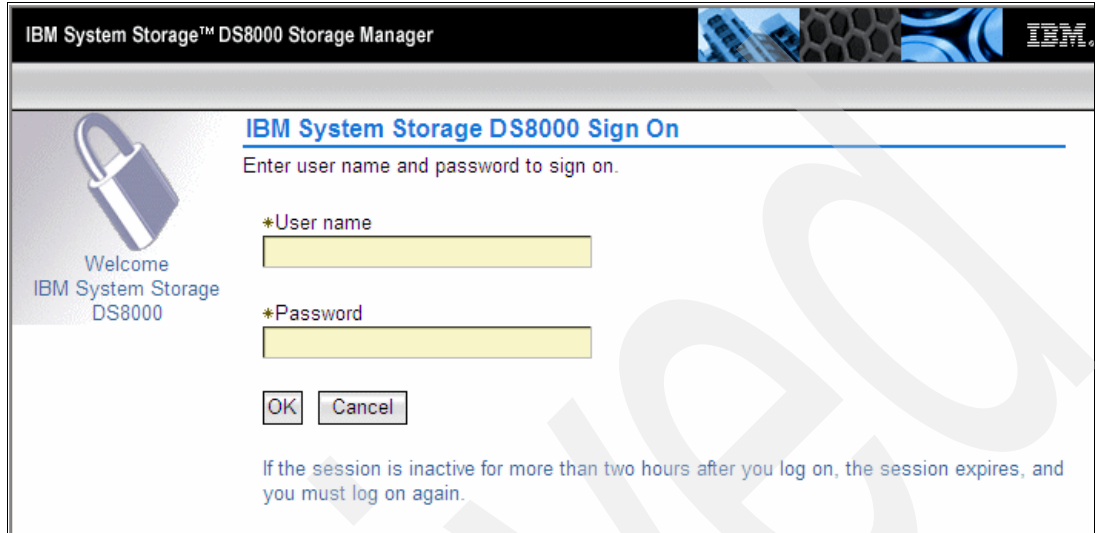 IBM System Storage™ DS8000 Storage Manager
IBM.
IBM System Storage DS8000 Sign On
Enter user name and password to sign on.
Welcome
IBM System Storage
DS8000
*User name
*Password
OK Cancel
If the session is inactive for more than two hours after you log on, the session expires, and
you must log on again.